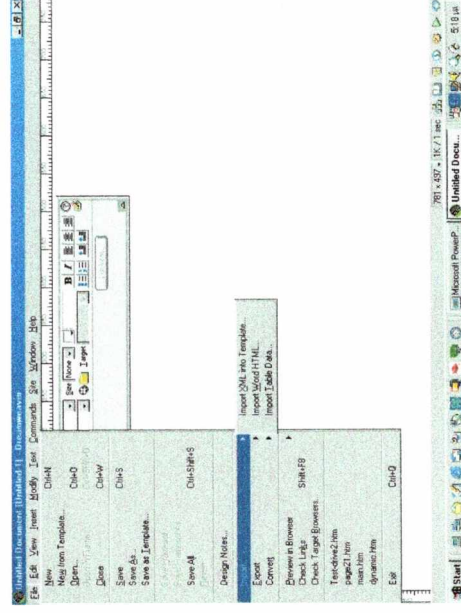 Untitled Document (Untitled-1) - Dreamweaver
File Edit View Insert Modify Text Commands Site Window Help
New Ctrl+N
New from Template...
Open... Ctrl+O
Close Ctrl+W
Save Ctrl+S
Save As
Save as Template...
Save All Ctrl+Shift+S
Design Notes...
Import
Export
Convert
Preview in Browser
Check Links Shift+F8
Check Target Browsers.
Test-drive2.htm
page21.htm
main.htm
dynamic.htm
Exit Ctrl+Q
Import XML into Template...
Import Word HTML...
Import Table Data...
Size None
B I
Target
781 x 437 1K / 1 sec
Start
Microsoft PowerP...
Untitled Docu...
5:18 μμ